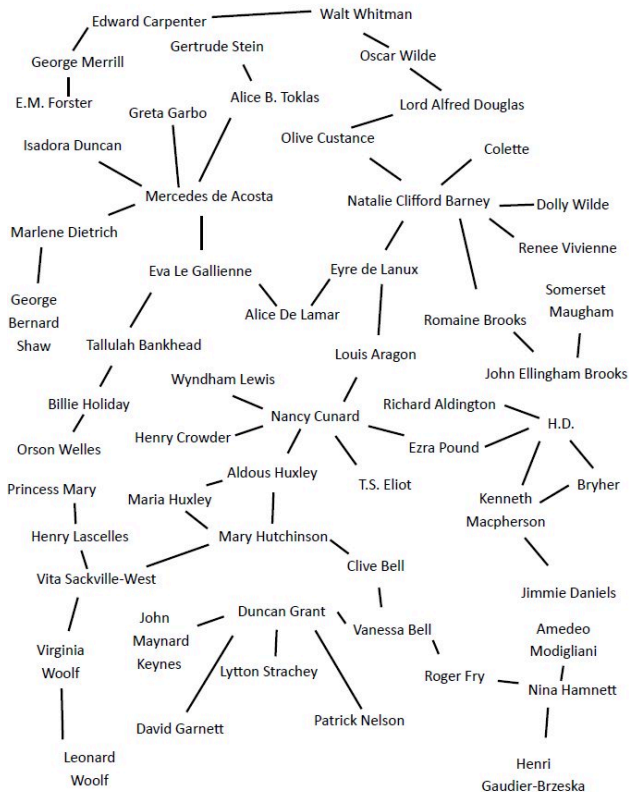 Edward Carpenter
Walt Whitman
Gertrude Stein
George Merrill
Oscar Wilde
E.M. Forster
Greta Garbo
Alice B. Toklas
Lord Alfred Douglas
Isadora Duncan
Olive Custance
Colette
Mercedes de Acosta
Natalie Clifford Barney
Dolly Wilde
Marlene Dietrich
Renee Vivienne
Eva Le Gallienne
Eyre de Lanux
George
Bernard
Shaw
Alice De Lamar
Somerset
Maugham
Romaine Brooks
Tallulah Bankhead
Louis Aragon
John Ellingham Brooks
Wyndham Lewis
Billie Holiday
Nancy Cunard
Richard Aldington
H.D.
Orson Welles
Henry Crowder
Ezra Pound
Aldous Huxley
T.S. Eliot
Princess Mary
Maria Huxley
Kenneth
Macpherson
Bryher
Henry Lascelles
Mary Hutchinson
Clive Bell
Vita Sackville-West
Jimmie Daniels
John
Maynard
Keynes
Duncan Grant
Vanessa Bell
Amedeo
Modigliani
Virginia
Woolf
Lytton Strachey
Roger Fry
Nina Hamnett
David Garnett
Patrick Nelson
Leonard
Woolf
Henri
Gaudier-Brzeska